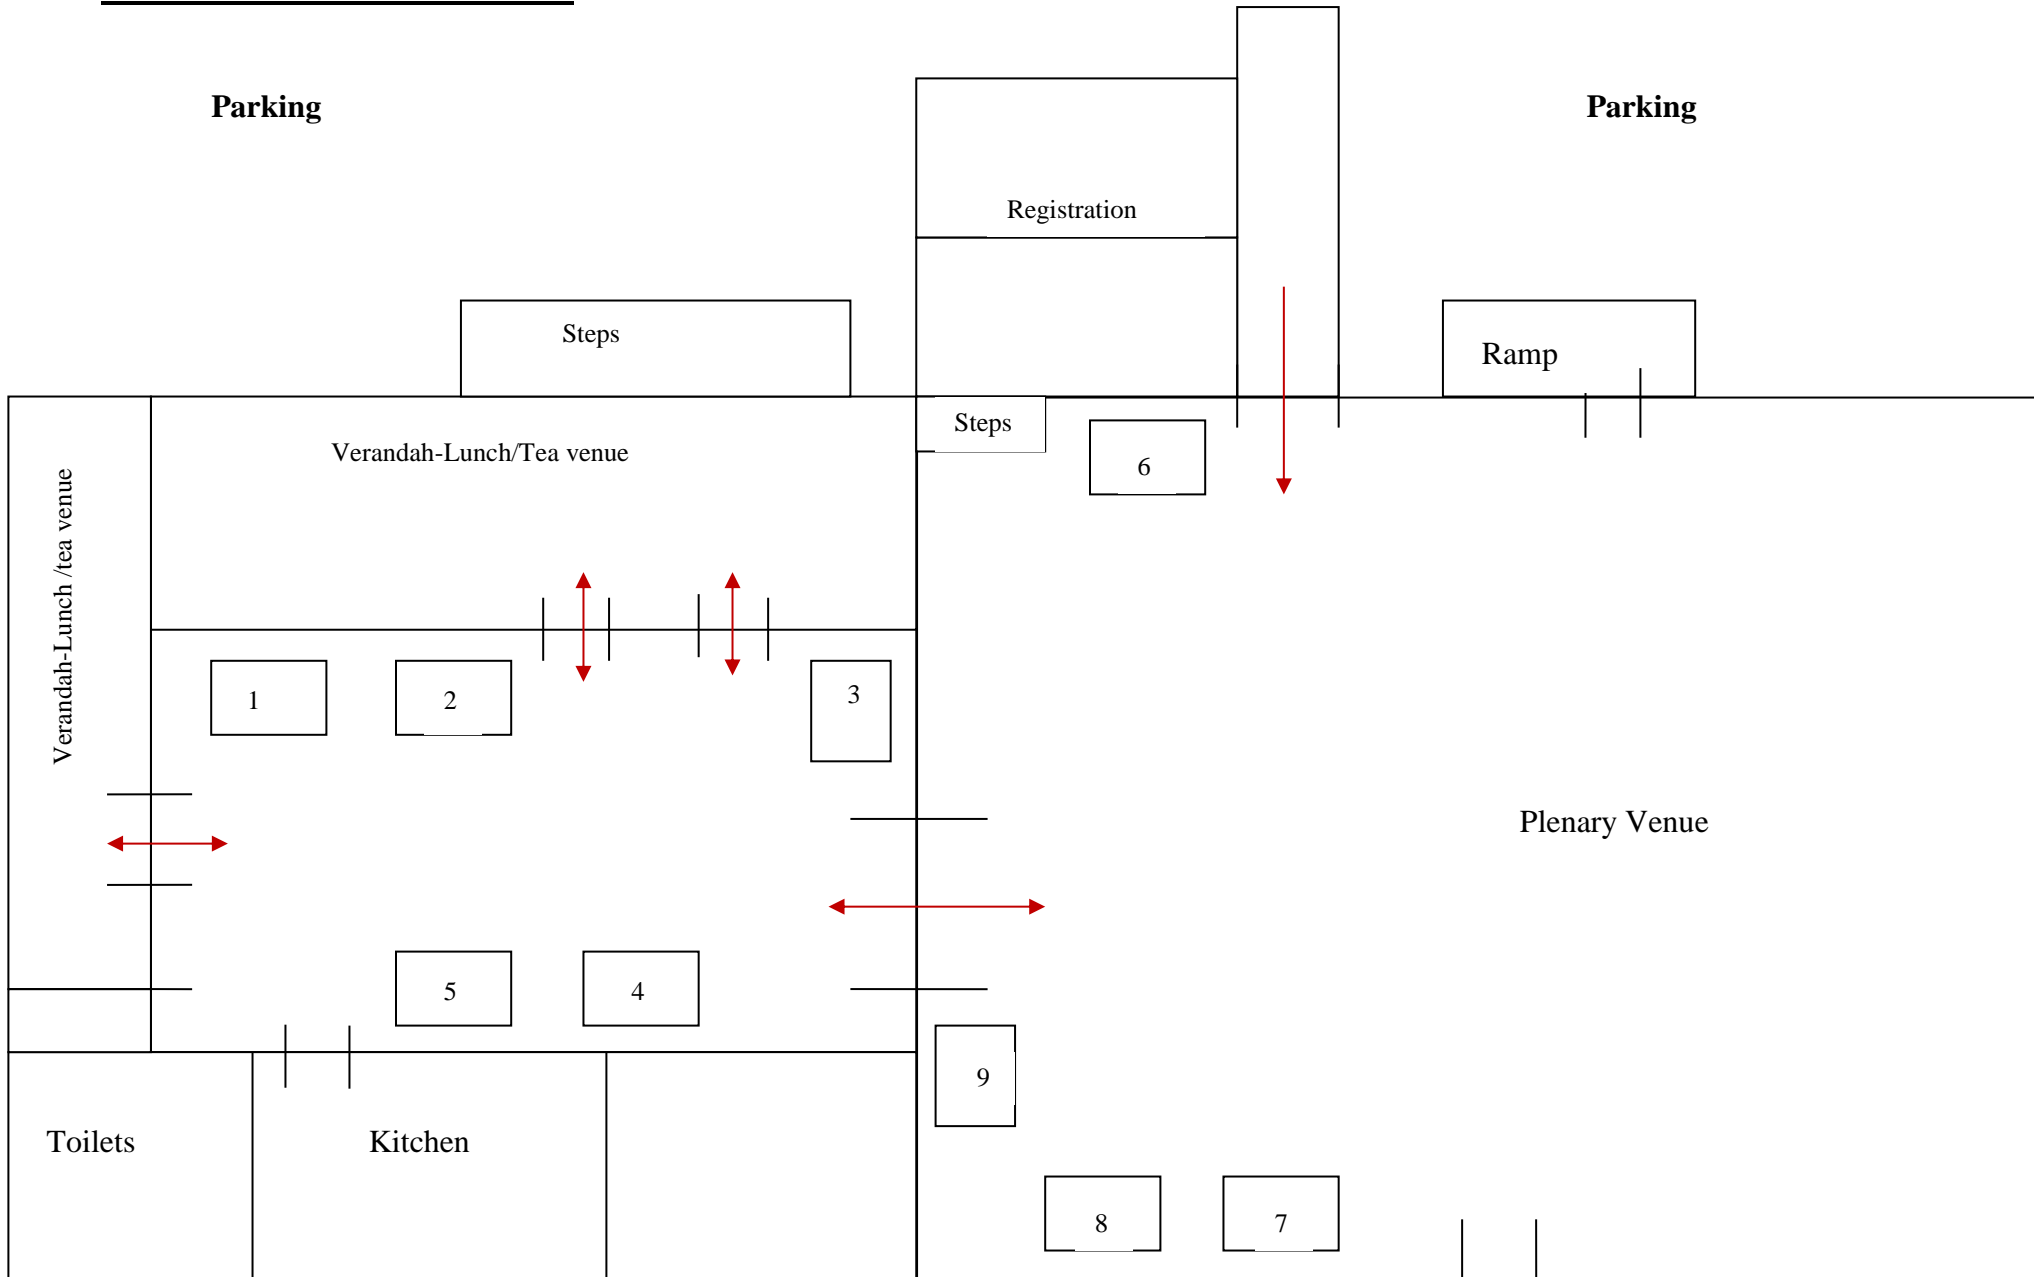 Parking
Parking
Registration
Steps
Ramp
Steps
Verandah-Lunch/Tea venue
6
Verandah-Lunch /tea venue
1
2
3
Plenary Venue
5
4
9
Toilets
Kitchen
8
7